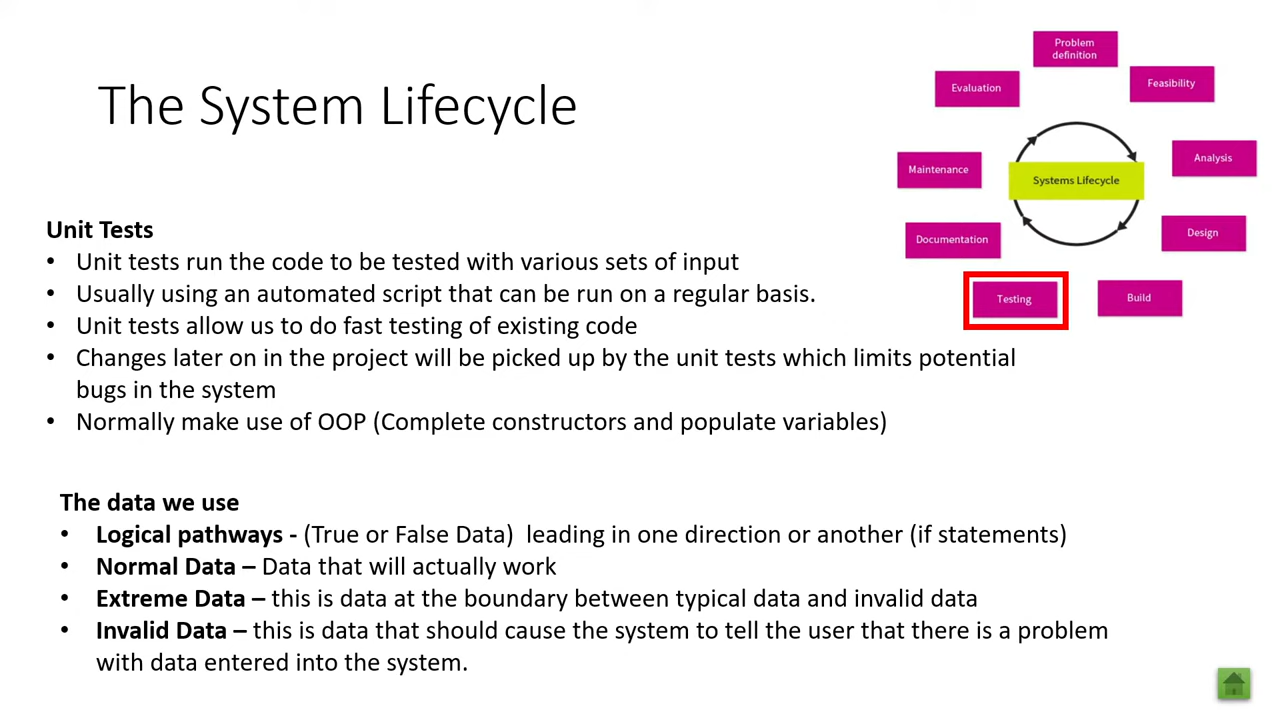 The System Lifecycle
Problem
definition
Evaluation
Feasibility
Maintenance
Analysis
Systems Lifecycle
Documentation
Design
Testing
Build
Unit Tests
• Unit tests run the code to be tested with various sets of input
• Usually using an automated script that can be run on a regular basis.
• Unit tests allow us to do fast testing of existing code
• Changes later on in the project will be picked up by the unit tests which limits potential
bugs in the system
• Normally make use of OOP (Complete constructors and populate variables)
The data we use
• Logical pathways - (True or False Data)  leading in one direction or another (if statements)
• Normal Data – Data that will actually work
• Extreme Data – this is data at the boundary between typical data and invalid data
• Invalid Data – this is data that should cause the system to tell the user that there is a problem
with data entered into the system.